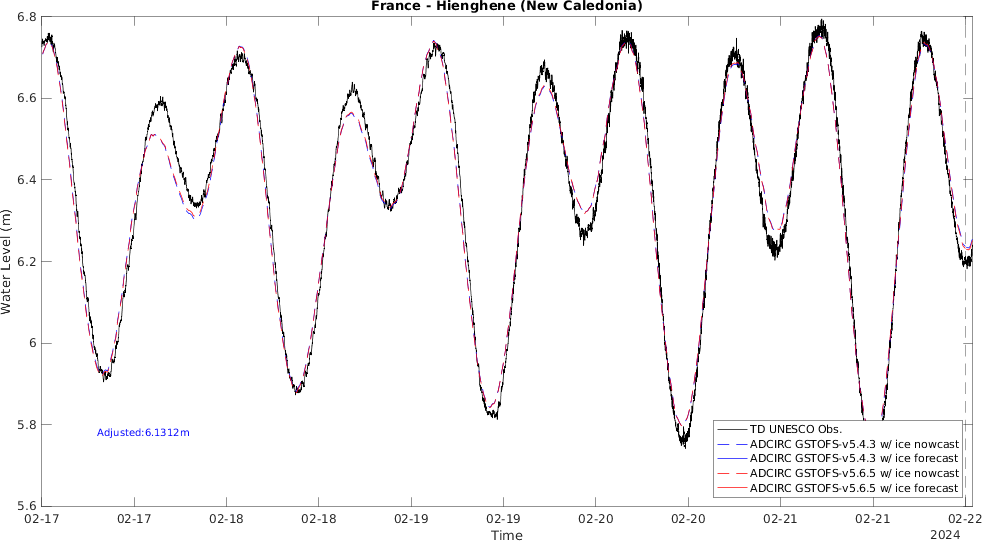 France - Hienghene (New Caledonia)
6.8
6.6
6.4
6.2
6
5.8
5.6
Water Level (m)
Adjusted:6.1312m
TD UNESCO Obs.
ADCIRC GSTOFS-v5.4.3 w/ ice nowcast
ADCIRC GSTOFS-v5.4.3 w/ ice forecast
ADCIRC GSTOFS-v5.6.5 w/ ice nowcast
ADCIRC GSTOFS-v5.6.5 w/ ice forecast
02-17 02-17 02-18 02-18 02-19 02-19 02-20 02-20 02-21 02-21 02-22
Time
2024